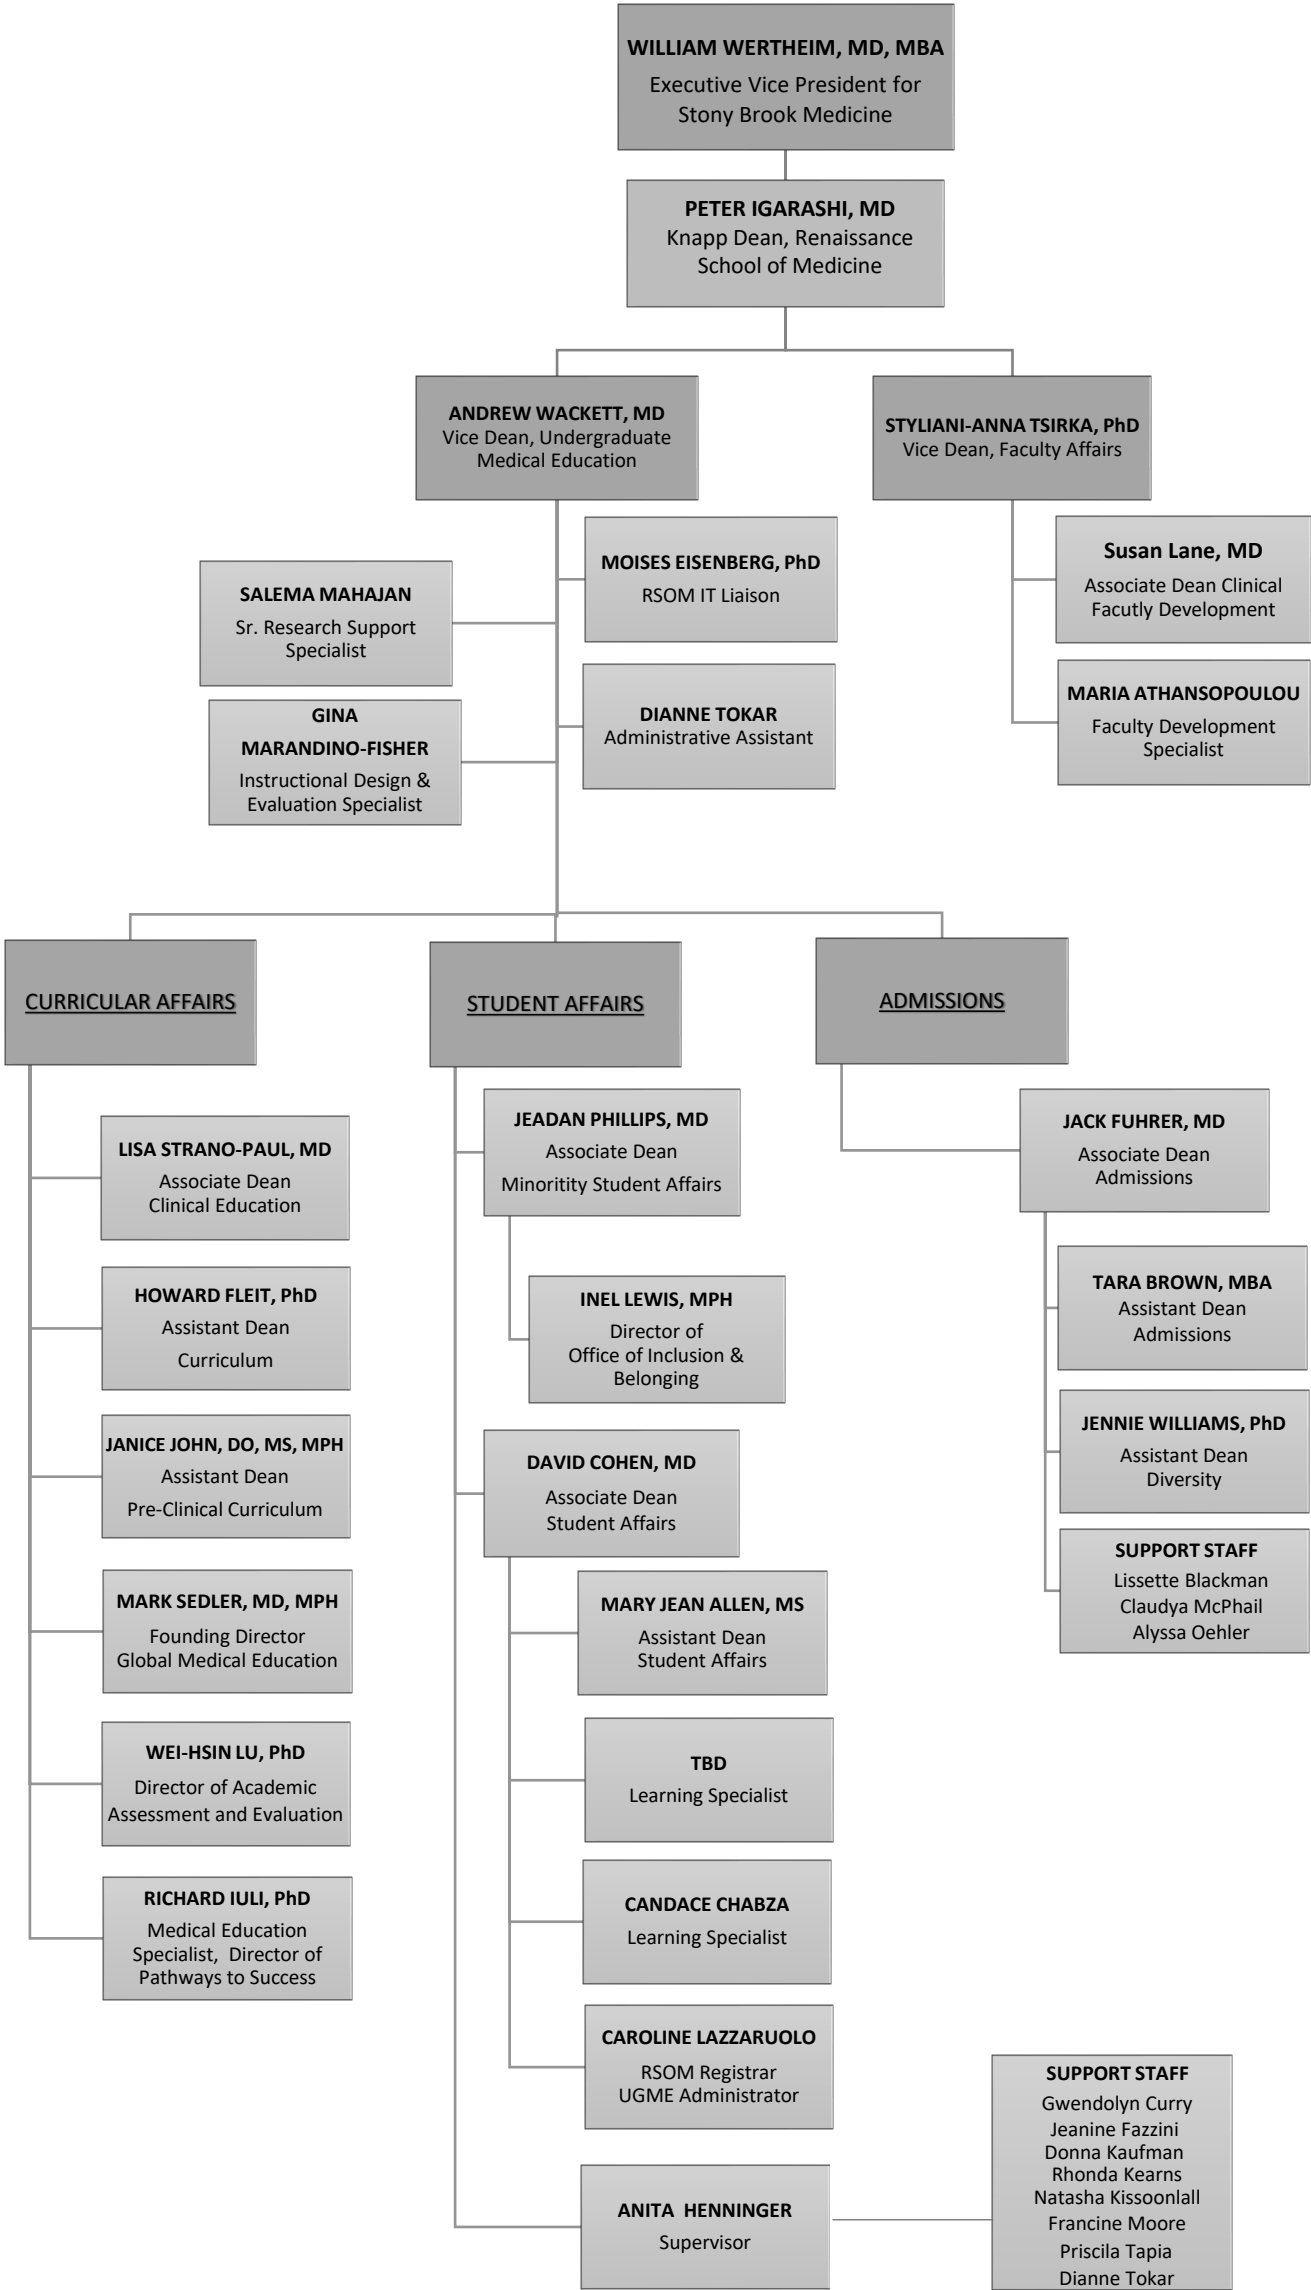 WILLIAM WERTHEIM, MD, MBA
Executive Vice President for
Stony Brook Medicine
PETER IGARASHI, MD
Knapp Dean, Renaissance
School of Medicine
ANDREW WACKETT, MD
Vice Dean, Undergraduate
Medical Education
STYLIANI-ANNA TSIRKA, PhD
Vice Dean, Faculty Affairs
MOISES EISENBERG, PhD
RSOM IT Liaison
Susan Lane, MD
Associate Dean Clinical
Facutly Development
SALEMA MAHAJAN
Sr. Research Support
Specialist
DIANNE TOKAR
Administrative Assistant
MARIA ATHANSOPOULOU
Faculty Development
Specialist
GINA
MARANDINO-FISHER
Instructional Design &
Evaluation Specialist
CURRICULAR AFFAIRS
STUDENT AFFAIRS
ADMISSIONS
LISA STRANO-PAUL, MD
Associate Dean
Clinical Education
HOWARD FLEIT, PhD
Assistant Dean
Curriculum
JANICE JOHN, DO, MS, MPH
Assistant Dean
Pre-Clinical Curriculum
MARK SEDLER, MD, MPH
Founding Director
Global Medical Education
WEI-HSIN LU, PhD
Director of Academic
Assessment and Evaluation
RICHARD IULI, PhD
Medical Education
Specialist, Director of
Pathways to Success
JEADAN PHILLIPS, MD
Associate Dean
Minoritity Student Affairs
INEL LEWIS, MPH
Director of
Office of Inclusion &
Belonging
DAVID COHEN, MD
Associate Dean
Student Affairs
MARY JEAN ALLEN, MS
Assistant Dean
Student Affairs
TBD
Learning Specialist
CANDACE CHABZA
Learning Specialist
CAROLINE LAZZARUOLO
RSOM Registrar
UGME Administrator
ANITA HENNINGER
Supervisor
SUPPORT STAFF
Gwendolyn Curry
Jeanine Fazzini
Donna Kaufman
Rhonda Kearns
Natasha Kissoonlall
Francine Moore
Priscila Tapia
Dianne Tokar
JACK FUHRER, MD
Associate Dean
Admissions
TARA BROWN, MBA
Assistant Dean
Admissions
JENNIE WILLIAMS, PhD
Assistant Dean
Diversity
SUPPORT STAFF
Lissette Blackman
Claudya McPhail
Alyssa Oehler